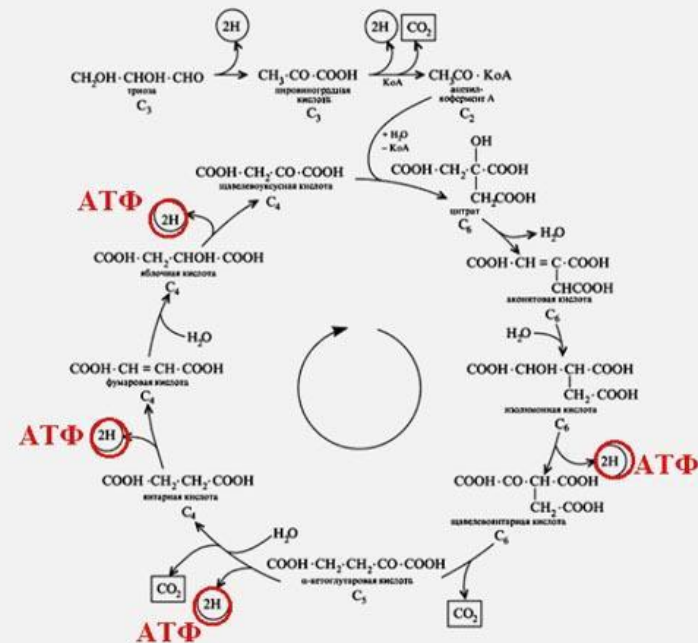 2H
2H
CO₂
CH₂OH·CHOH·CHO
триоза
C₃
CH₃·CO·COOH
пировиноградная
кислота
C₃
КоА
CH₃CO · КоА
ацетил-
кофермент А
C₂
+ H₂O
– КоА
COOH·CH₂·CO·COOH
щавелевоуксусная кислота
C₄
OH
COOH·CH₂·C·COOH
CH₂COOH
цитрат
C₆
H₂O
COOH·CH = C·COOH
CHCOOH
аконитовая кислота
C₆
H₂O
COOH·CHOH·CH·COOH
CH₂·COOH
изолимонная кислота
C₆
2H
АТФ
COOH·CO·CH·COOH
CH₂·COOH
щавелевоянтарная кислота
C₆
CO₂
COOH·CH₂·CH₂·CO·COOH
α-кетоглутаровая кислота
C₅
H₂O
CO₂
2H
АТФ
COOH·CH₂·CH₂·COOH
янтарная кислота
C₄
АТФ
2H
COOH·CH = CH·COOH
фумаровая кислота
C₄
H₂O
COOH·CH₂·CHOH·COOH
яблочная кислота
C₄
АТФ
2H